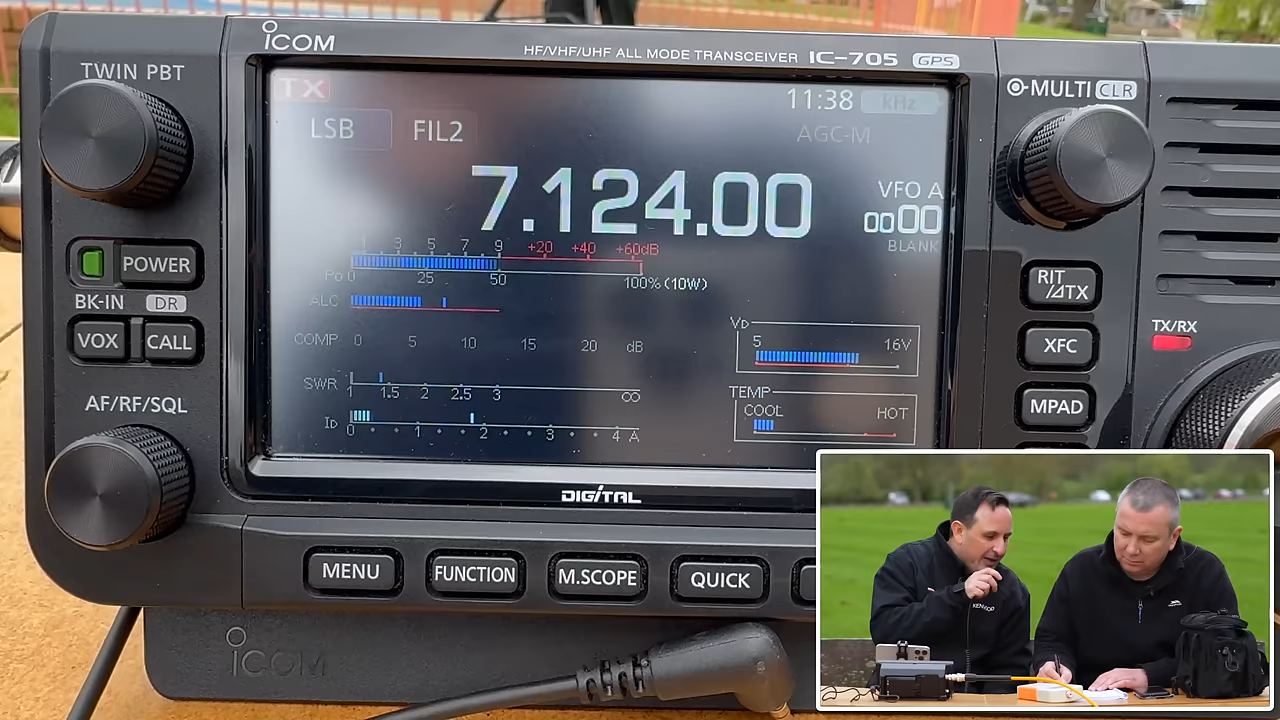 ICOM
HF/VHF/UHF ALL MODE TRANSCEIVER IC-705 GPS
TWIN PBT
MULTI CLR
TX
11:38 kHz
LSB FIL2
AGC-M
7.124.00
VFO A
00
BLANK
1 3 5 7 9 +20 +40 +60dB
Po 0 25 50 100% (10W)
ALC
COMP 0 5 10 15 20 dB
SWR 1 1.5 2 2.5 3 ∞
ID 0 1 2 3 4 A
VD
5 16V
TEMP
COOL HOT
POWER
BK-IN DR
VOX CALL
AF/RF/SQL
RIT/⊿TX
XFC
MPAD
TX/RX
DIGITAL
MENU FUNCTION M.SCOPE QUICK
ICOM
KENWOOD